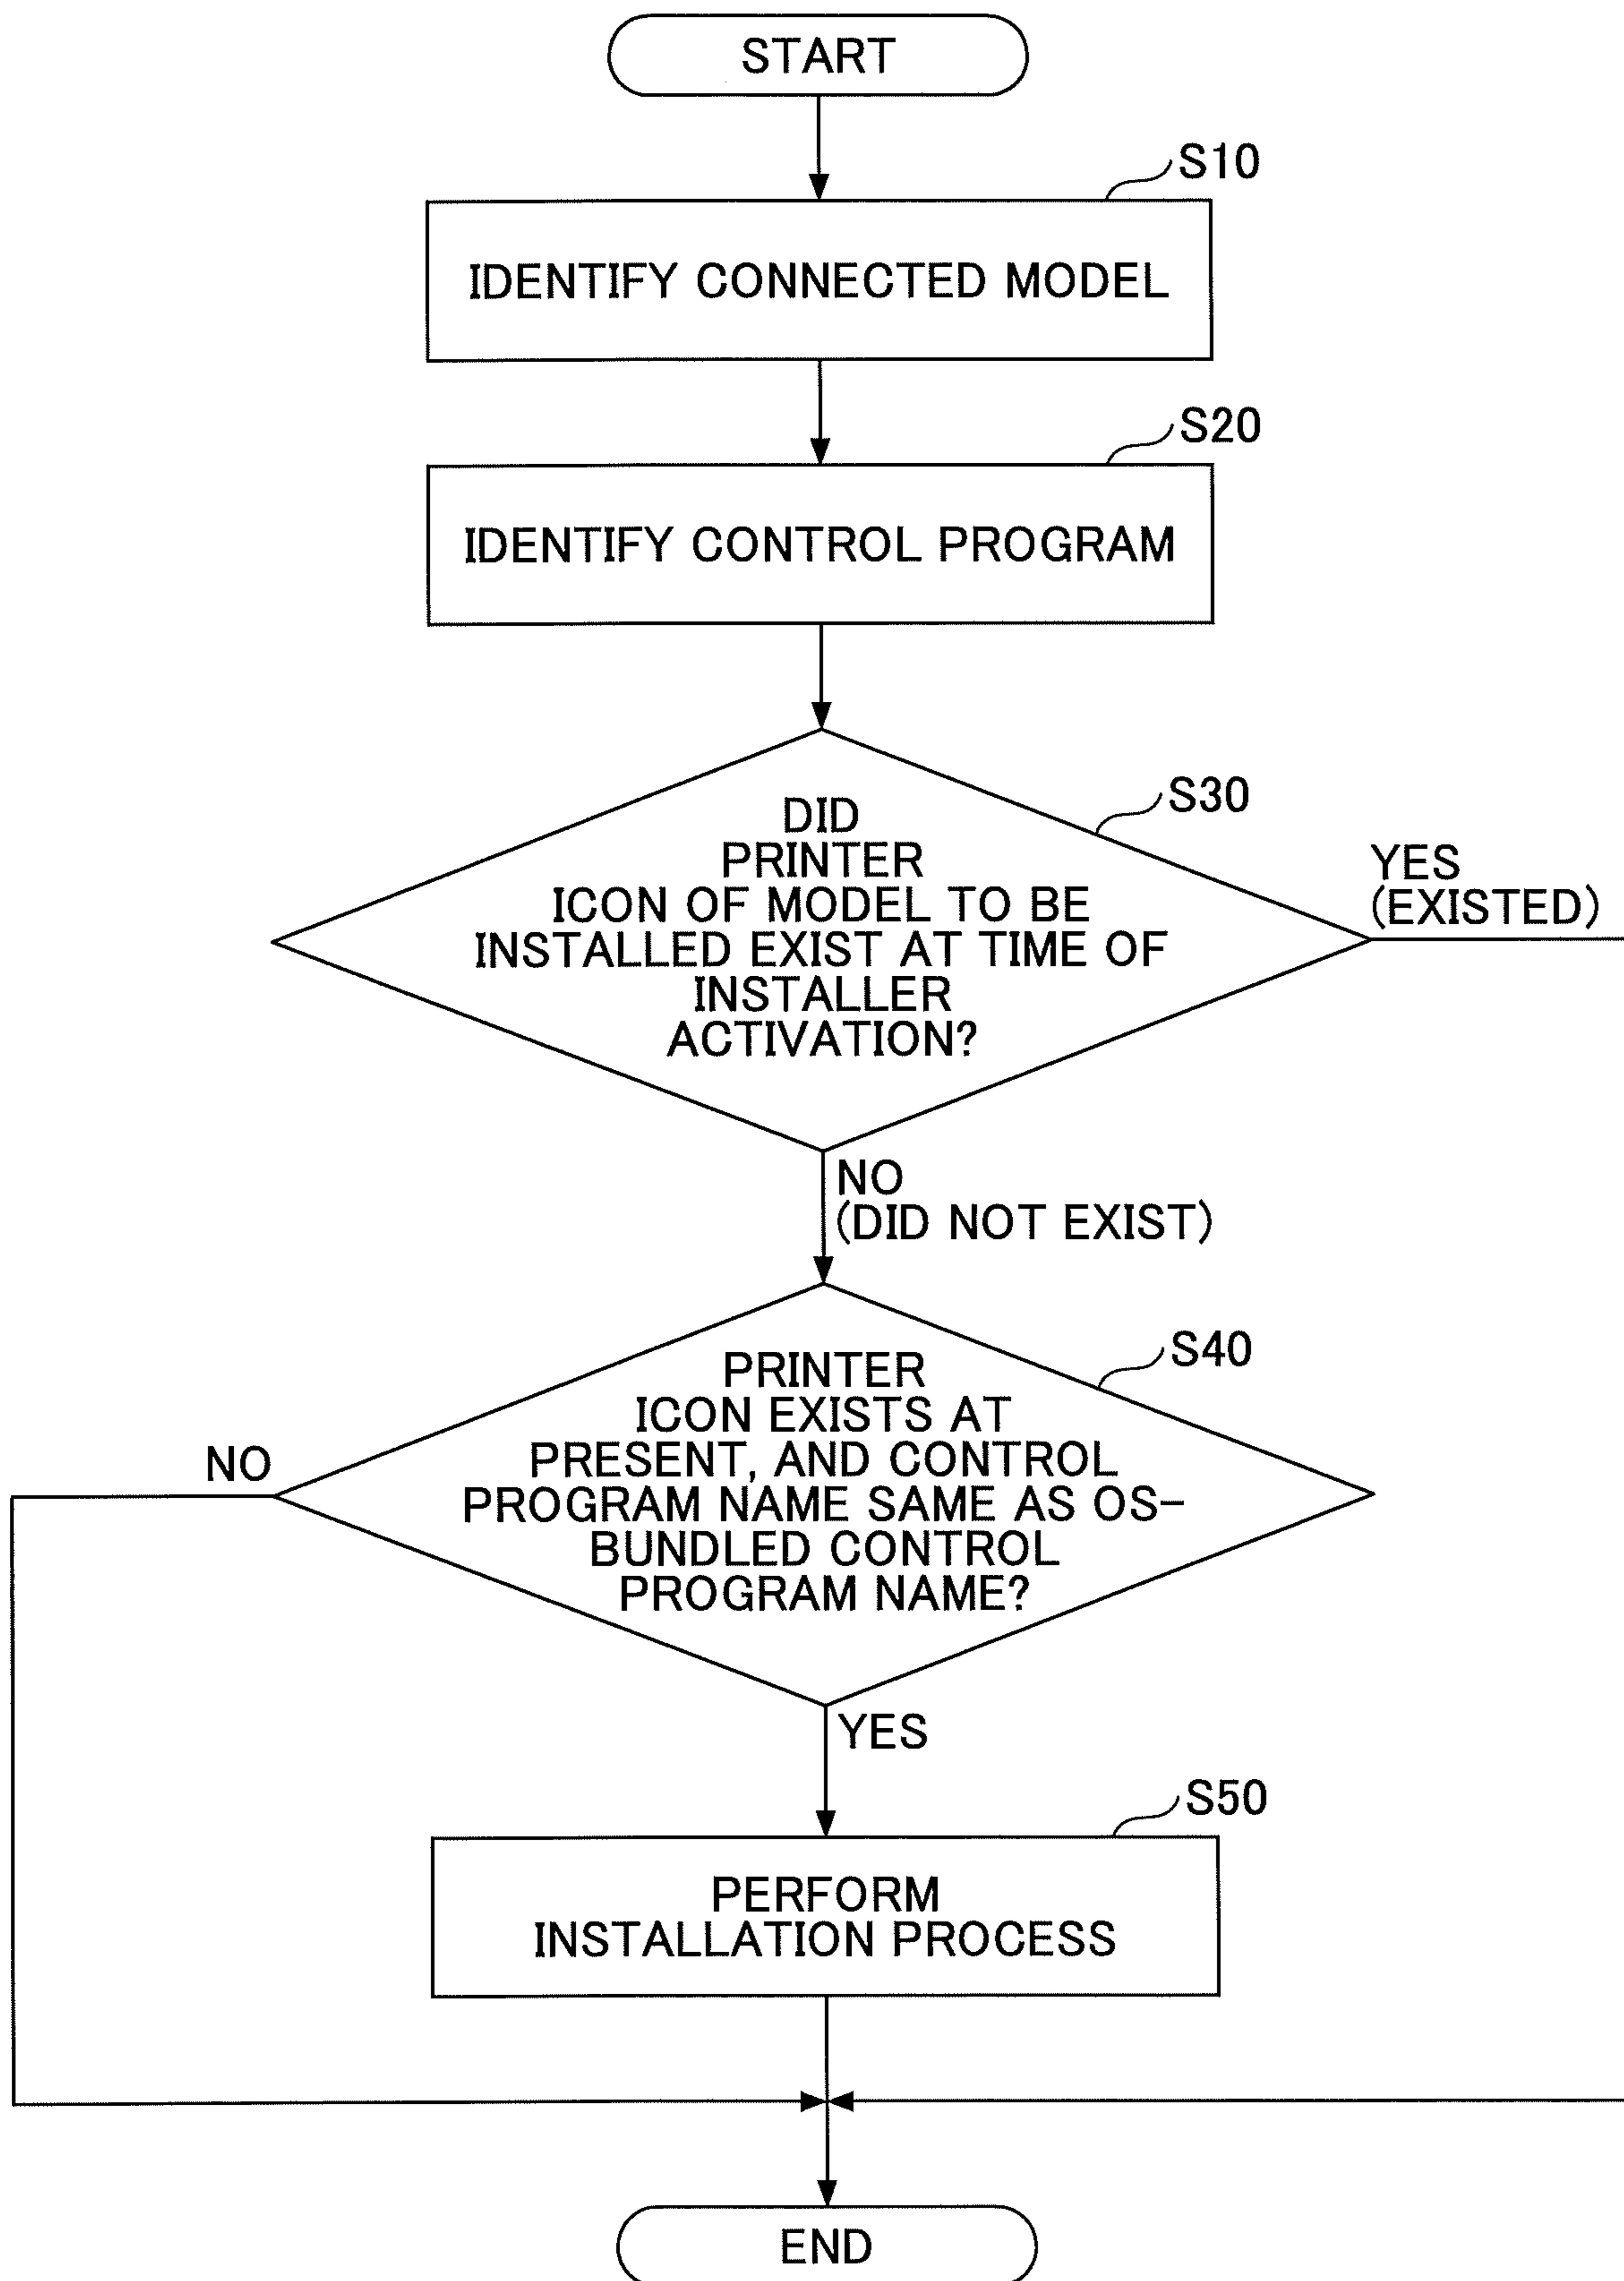 START
S10
IDENTIFY CONNECTED MODEL
S20
IDENTIFY CONTROL PROGRAM
S30
DID
PRINTER
ICON OF MODEL TO BE
INSTALLED EXIST AT TIME OF
INSTALLER
ACTIVATION?
YES
(EXISTED)
NO
(DID NOT EXIST)
S40
PRINTER
ICON EXISTS AT
PRESENT, AND CONTROL
PROGRAM NAME SAME AS OS-
BUNDLED CONTROL
PROGRAM NAME?
NO
YES
S50
PERFORM
INSTALLATION PROCESS
END